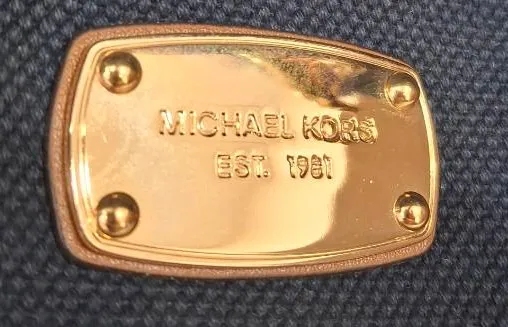 MICHAEL KORS
EST. 1981